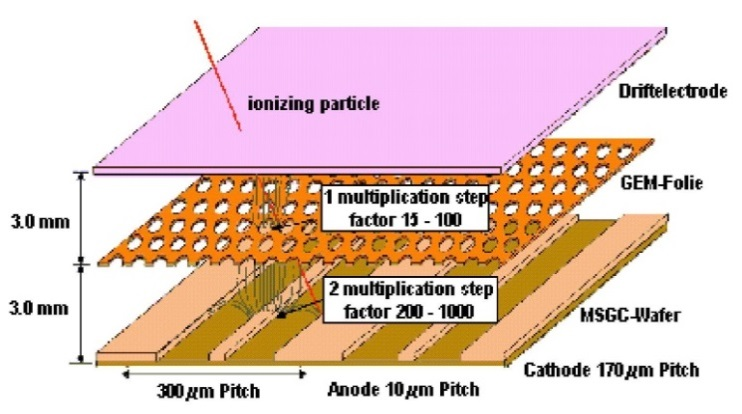 ionizing particle
Driftelectrode
GEM-Folie
1 multiplication step
factor 15 - 100
3.0 mm
2 multiplication step
factor 200 - 1000
3.0 mm
MSGC-Wafer
Cathode 170µm Pitch
300µm Pitch
Anode 10µm Pitch